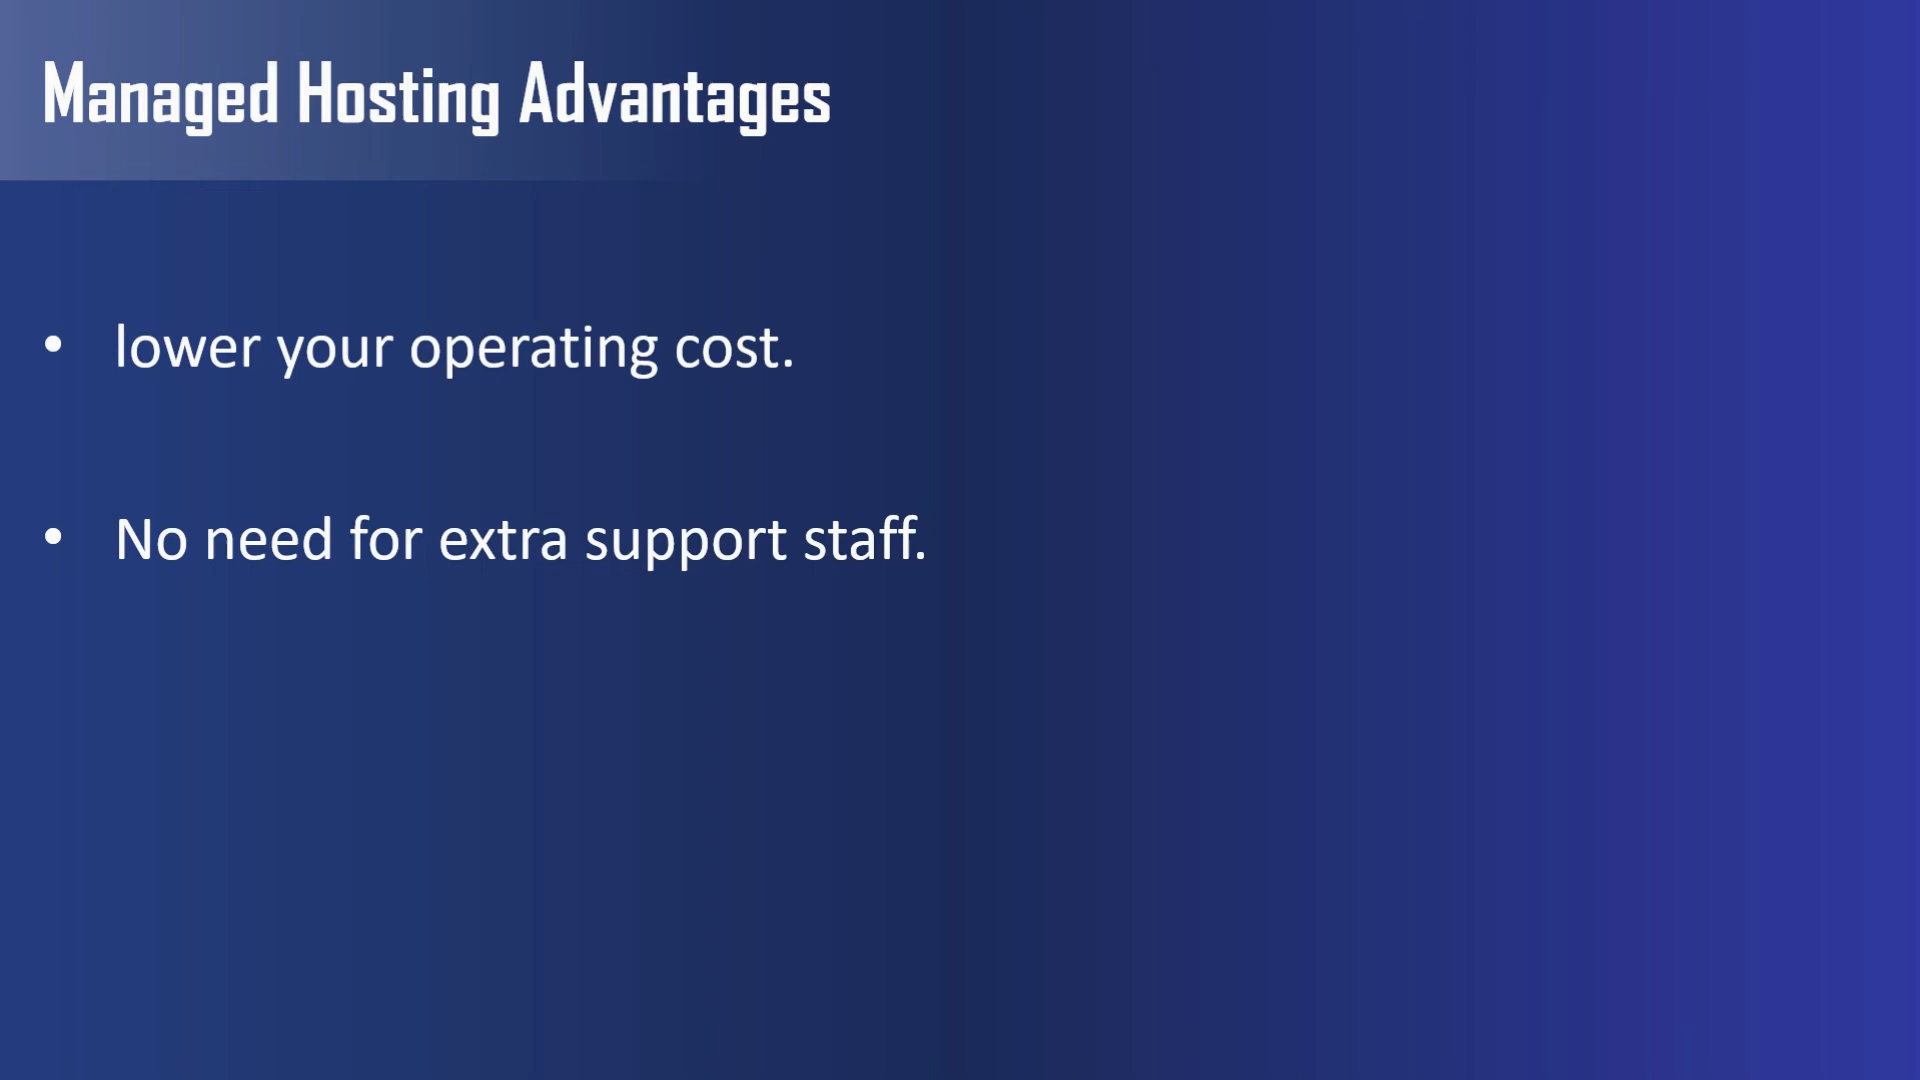 Managed Hosting Advantages
• lower your operating cost.
• No need for extra support staff.